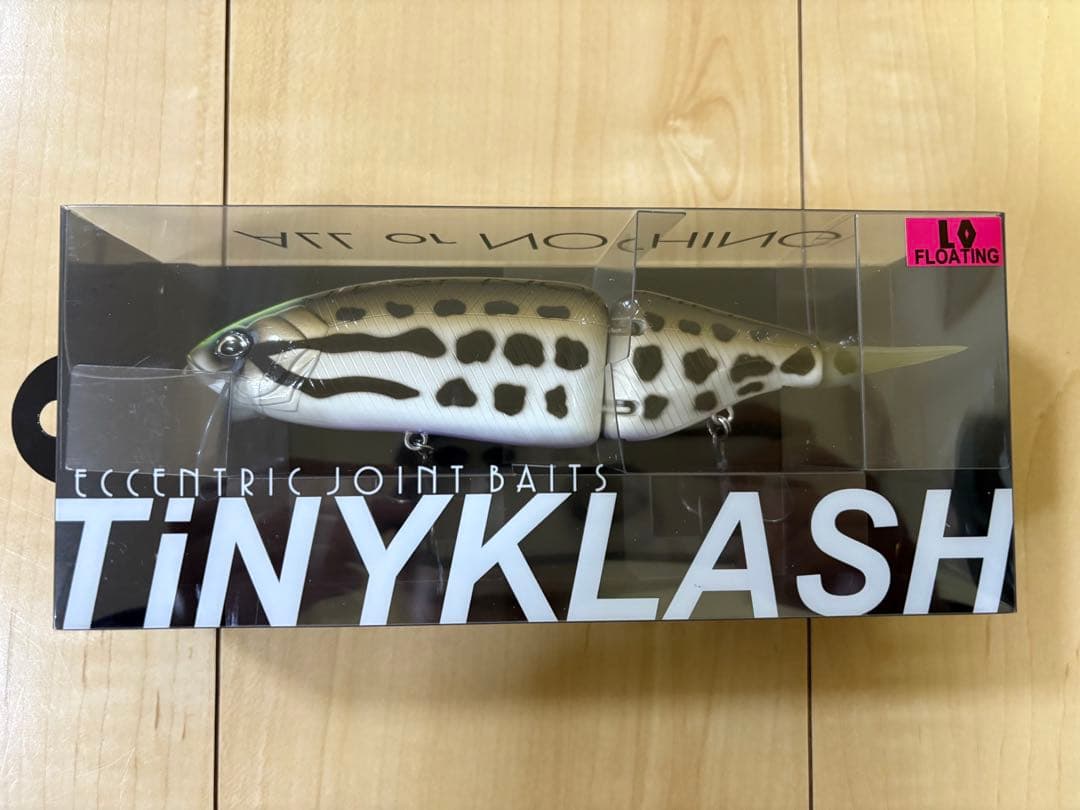 ALL or NOTHING
LO
FLOATING
ECCENTRIC JOINT BAITS
TiNYKLASH